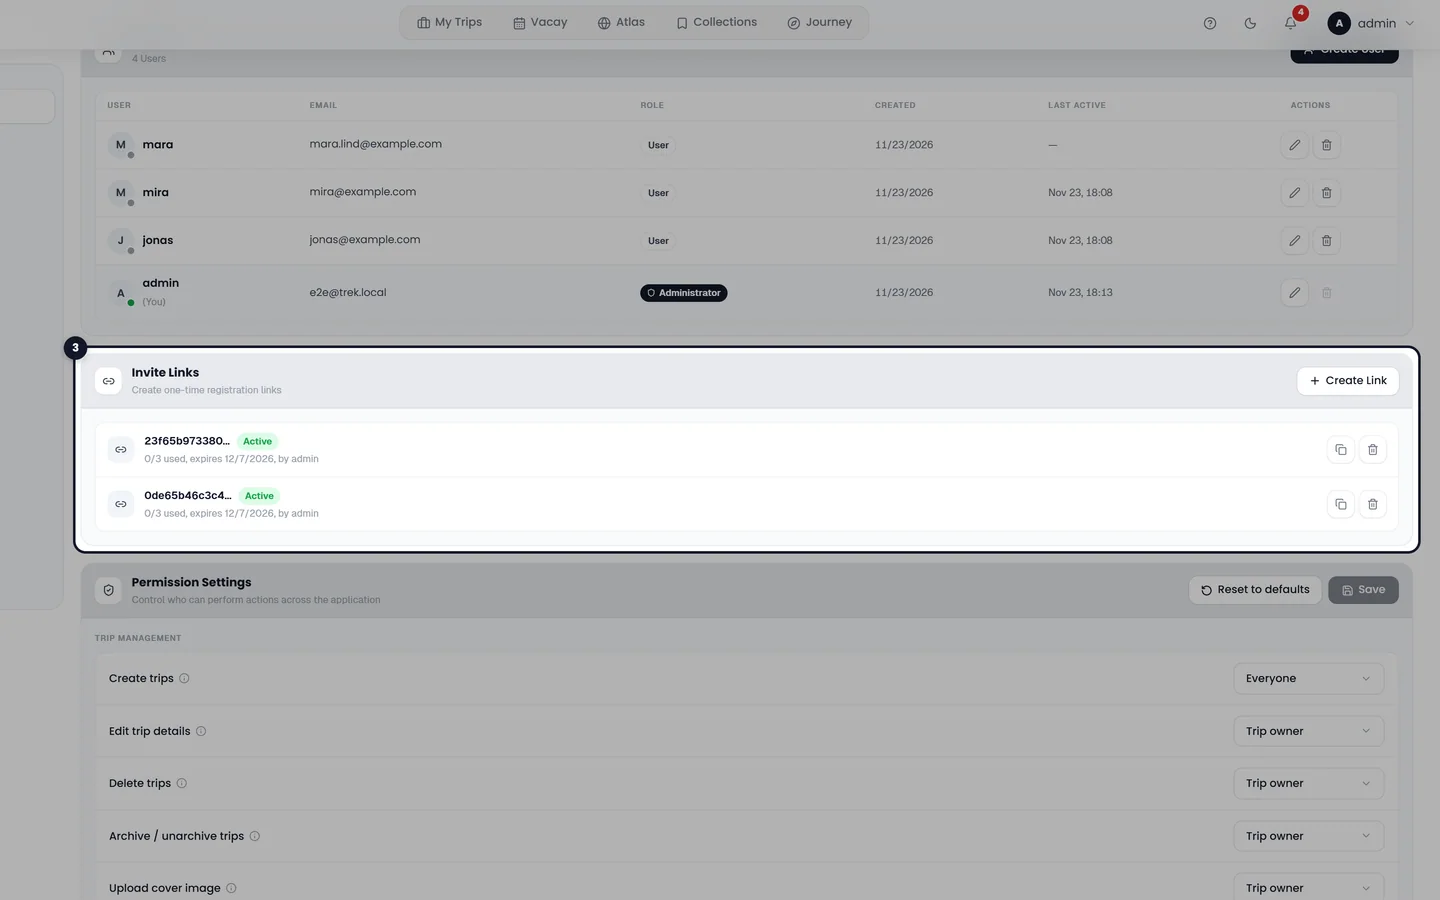 My Trips
Vacay
Atlas
Collections
Journey
4
A
admin
4 Users
Create User
USER
EMAIL
ROLE
CREATED
LAST ACTIVE
ACTIONS
M
mara
mara.lind@example.com
User
11/23/2026
—
M
mira
mira@example.com
User
11/23/2026
Nov 23, 18:08
J
jonas
jonas@example.com
User
11/23/2026
Nov 23, 18:08
A
admin
(You)
e2e@trek.local
Administrator
11/23/2026
Nov 23, 18:13
3
Invite Links
Create one-time registration links
Create Link
23f65b973380...
Active
0/3 used, expires 12/7/2026, by admin
0de65b46c3c4...
Active
0/3 used, expires 12/7/2026, by admin
Permission Settings
Control who can perform actions across the application
Reset to defaults
Save
TRIP MANAGEMENT
Create trips
Everyone
Edit trip details
Trip owner
Delete trips
Trip owner
Archive / unarchive trips
Trip owner
Upload cover image
Trip owner